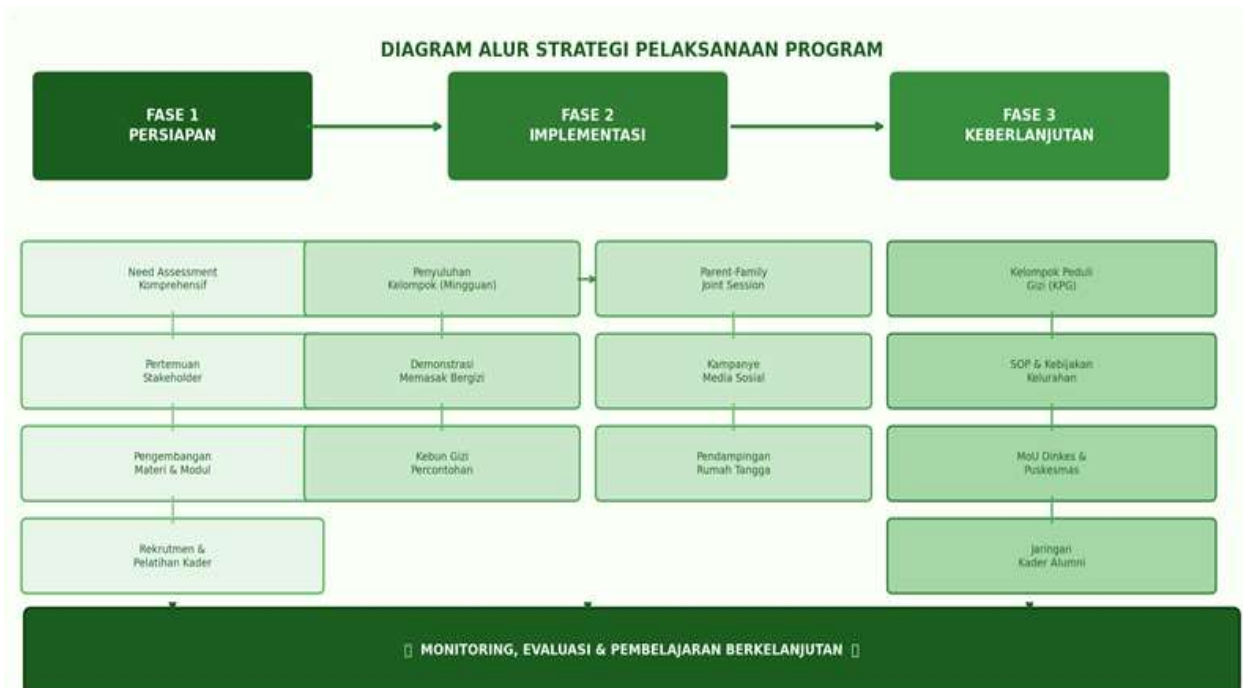 DIAGRAM ALUR STRATEGI PELAKSANAAN PROGRAM
FASE 1
PERSIAPAN
FASE 2
IMPLEMENTASI
FASE 3
KEBERLANJUTAN
Need Assessment
Komprehensif
Pertemuan
Stakeholder
Pengembangan
Materi & Modul
Rekrutmen &
Pelatihan Kader
Penyuluhan
Kelompok (Mingguan)
Demonstrasi
Memasak Bergizi
Kebun Gizi
Percontohan
Parent-Family
Joint Session
Kampanye
Media Sosial
Pendampingan
Rumah Tangga
Kelompok Peduli
Gizi (KPG)
SOP & Kebijakan
Kelurahan
MoU Dinkes &
Puskesmas
Jaringan
Kader Alumni
MONITORING, EVALUASI & PEMBELAJARAN BERKELANJUTAN